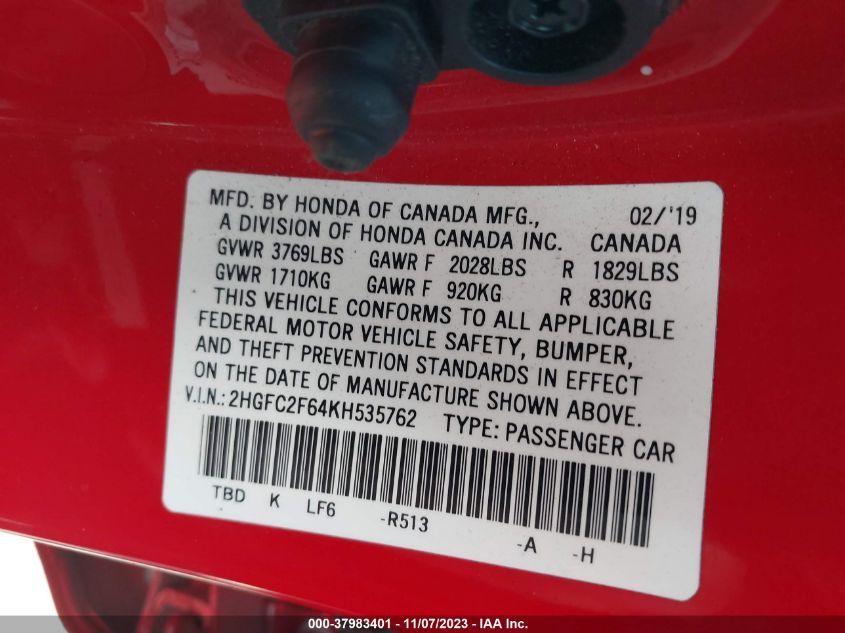 MFD. BY HONDA OF CANADA MFG., 02/'19
A DIVISION OF HONDA CANADA INC. CANADA
GVWR 3769LBS GAWR F 2028LBS R 1829LBS
GVWR 1710KG GAWR F 920KG R 830KG
THIS VEHICLE CONFORMS TO ALL APPLICABLE
FEDERAL MOTOR VEHICLE SAFETY, BUMPER,
AND THEFT PREVENTION STANDARDS IN EFFECT
ON THE DATE OF MANUFACTURE SHOWN ABOVE.
V.I.N.: 2HGFC2F64KH535762 TYPE: PASSENGER CAR
TBD K LF6 -R513 -A -H
000-37983401 - 11/07/2023 - IAA Inc.